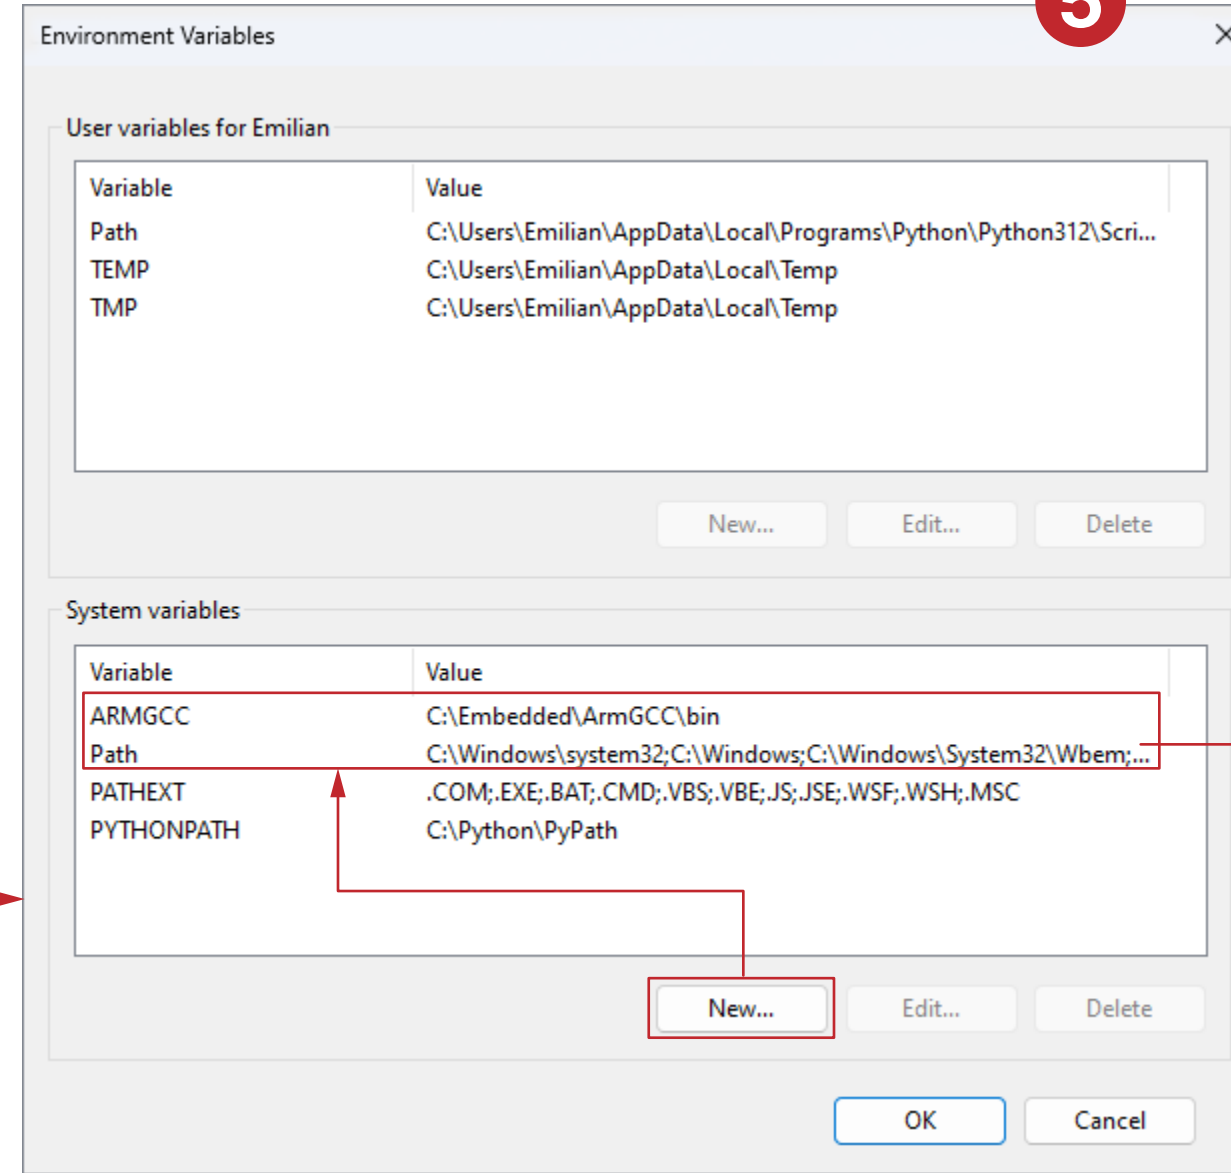 5
Environment Variables
User variables for Emilian
Variable Value
Path C:\Users\Emilian\AppData\Local\Programs\Python\Python312\Scri...
TEMP C:\Users\Emilian\AppData\Local\Temp
TMP C:\Users\Emilian\AppData\Local\Temp
New... Edit... Delete
System variables
Variable Value
ARMGCC C:\Embedded\ArmGCC\bin
Path C:\Windows\system32;C:\Windows;C:\Windows\System32\Wbem;...
PATHEXT .COM;.EXE;.BAT;.CMD;.VBS;.VBE;.JS;.JSE;.WSF;.WSH;.MSC
PYTHONPATH C:\Python\PyPath
New... Edit... Delete
OK Cancel